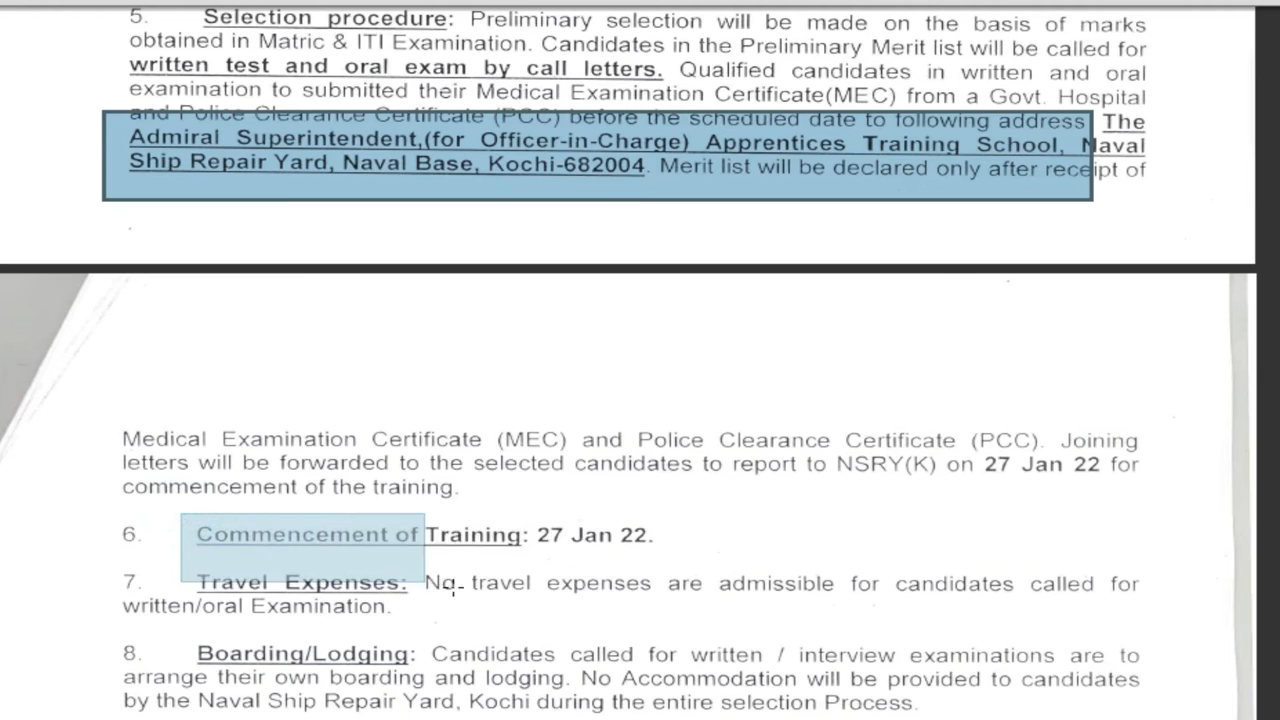 5. Selection procedure: Preliminary selection will be made on the basis of marks
obtained in Matric & ITI Examination. Candidates in the Preliminary Merit list will be called for
written test and oral exam by call letters. Qualified candidates in written and oral
examination to submitted their Medical Examination Certificate(MEC) from a Govt. Hospital
and Police Clearance Certificate (PCC) before the scheduled date to following address The
Admiral Superintendent,(for Officer-in-Charge) Apprentices Training School, Naval
Ship Repair Yard, Naval Base, Kochi-682004. Merit list will be declared only after receipt of
Medical Examination Certificate (MEC) and Police Clearance Certificate (PCC). Joining
letters will be forwarded to the selected candidates to report to NSRY(K) on 27 Jan 22 for
commencement of the training.
6. Commencement of Training: 27 Jan 22.
7. Travel Expenses: No travel expenses are admissible for candidates called for
written/oral Examination.
8. Boarding/Lodging: Candidates called for written / interview examinations are to
arrange their own boarding and lodging. No Accommodation will be provided to candidates
by the Naval Ship Repair Yard, Kochi during the entire selection Process.